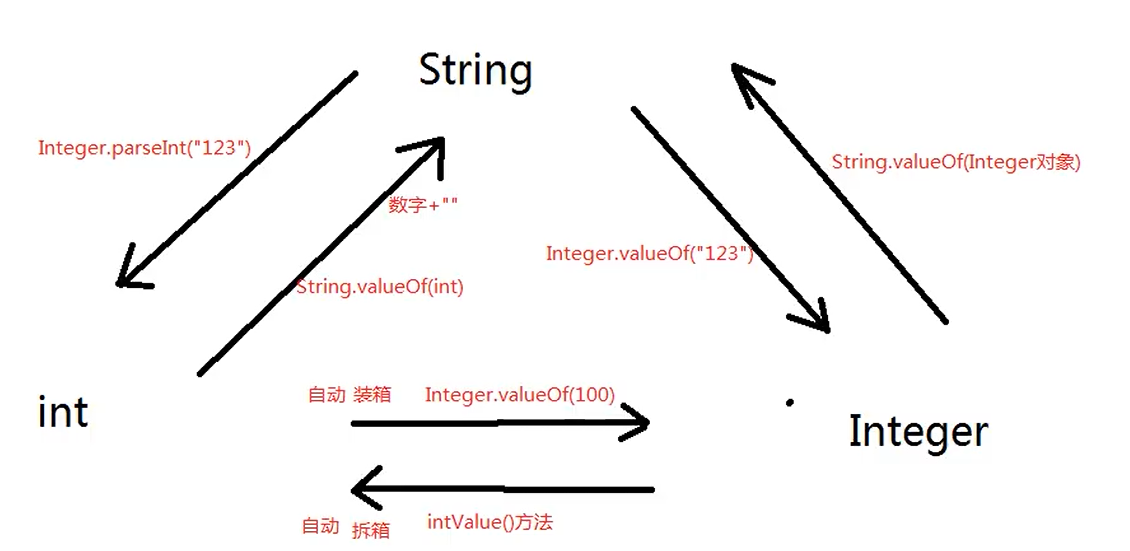 String
Integer.parseInt("123")
String.valueOf(Integer对象)
数字+""
Integer.valueOf("123")
String.valueOf(int)
自动 装箱 Integer.valueOf(100)
int
Integer
自动 拆箱 intValue()方法